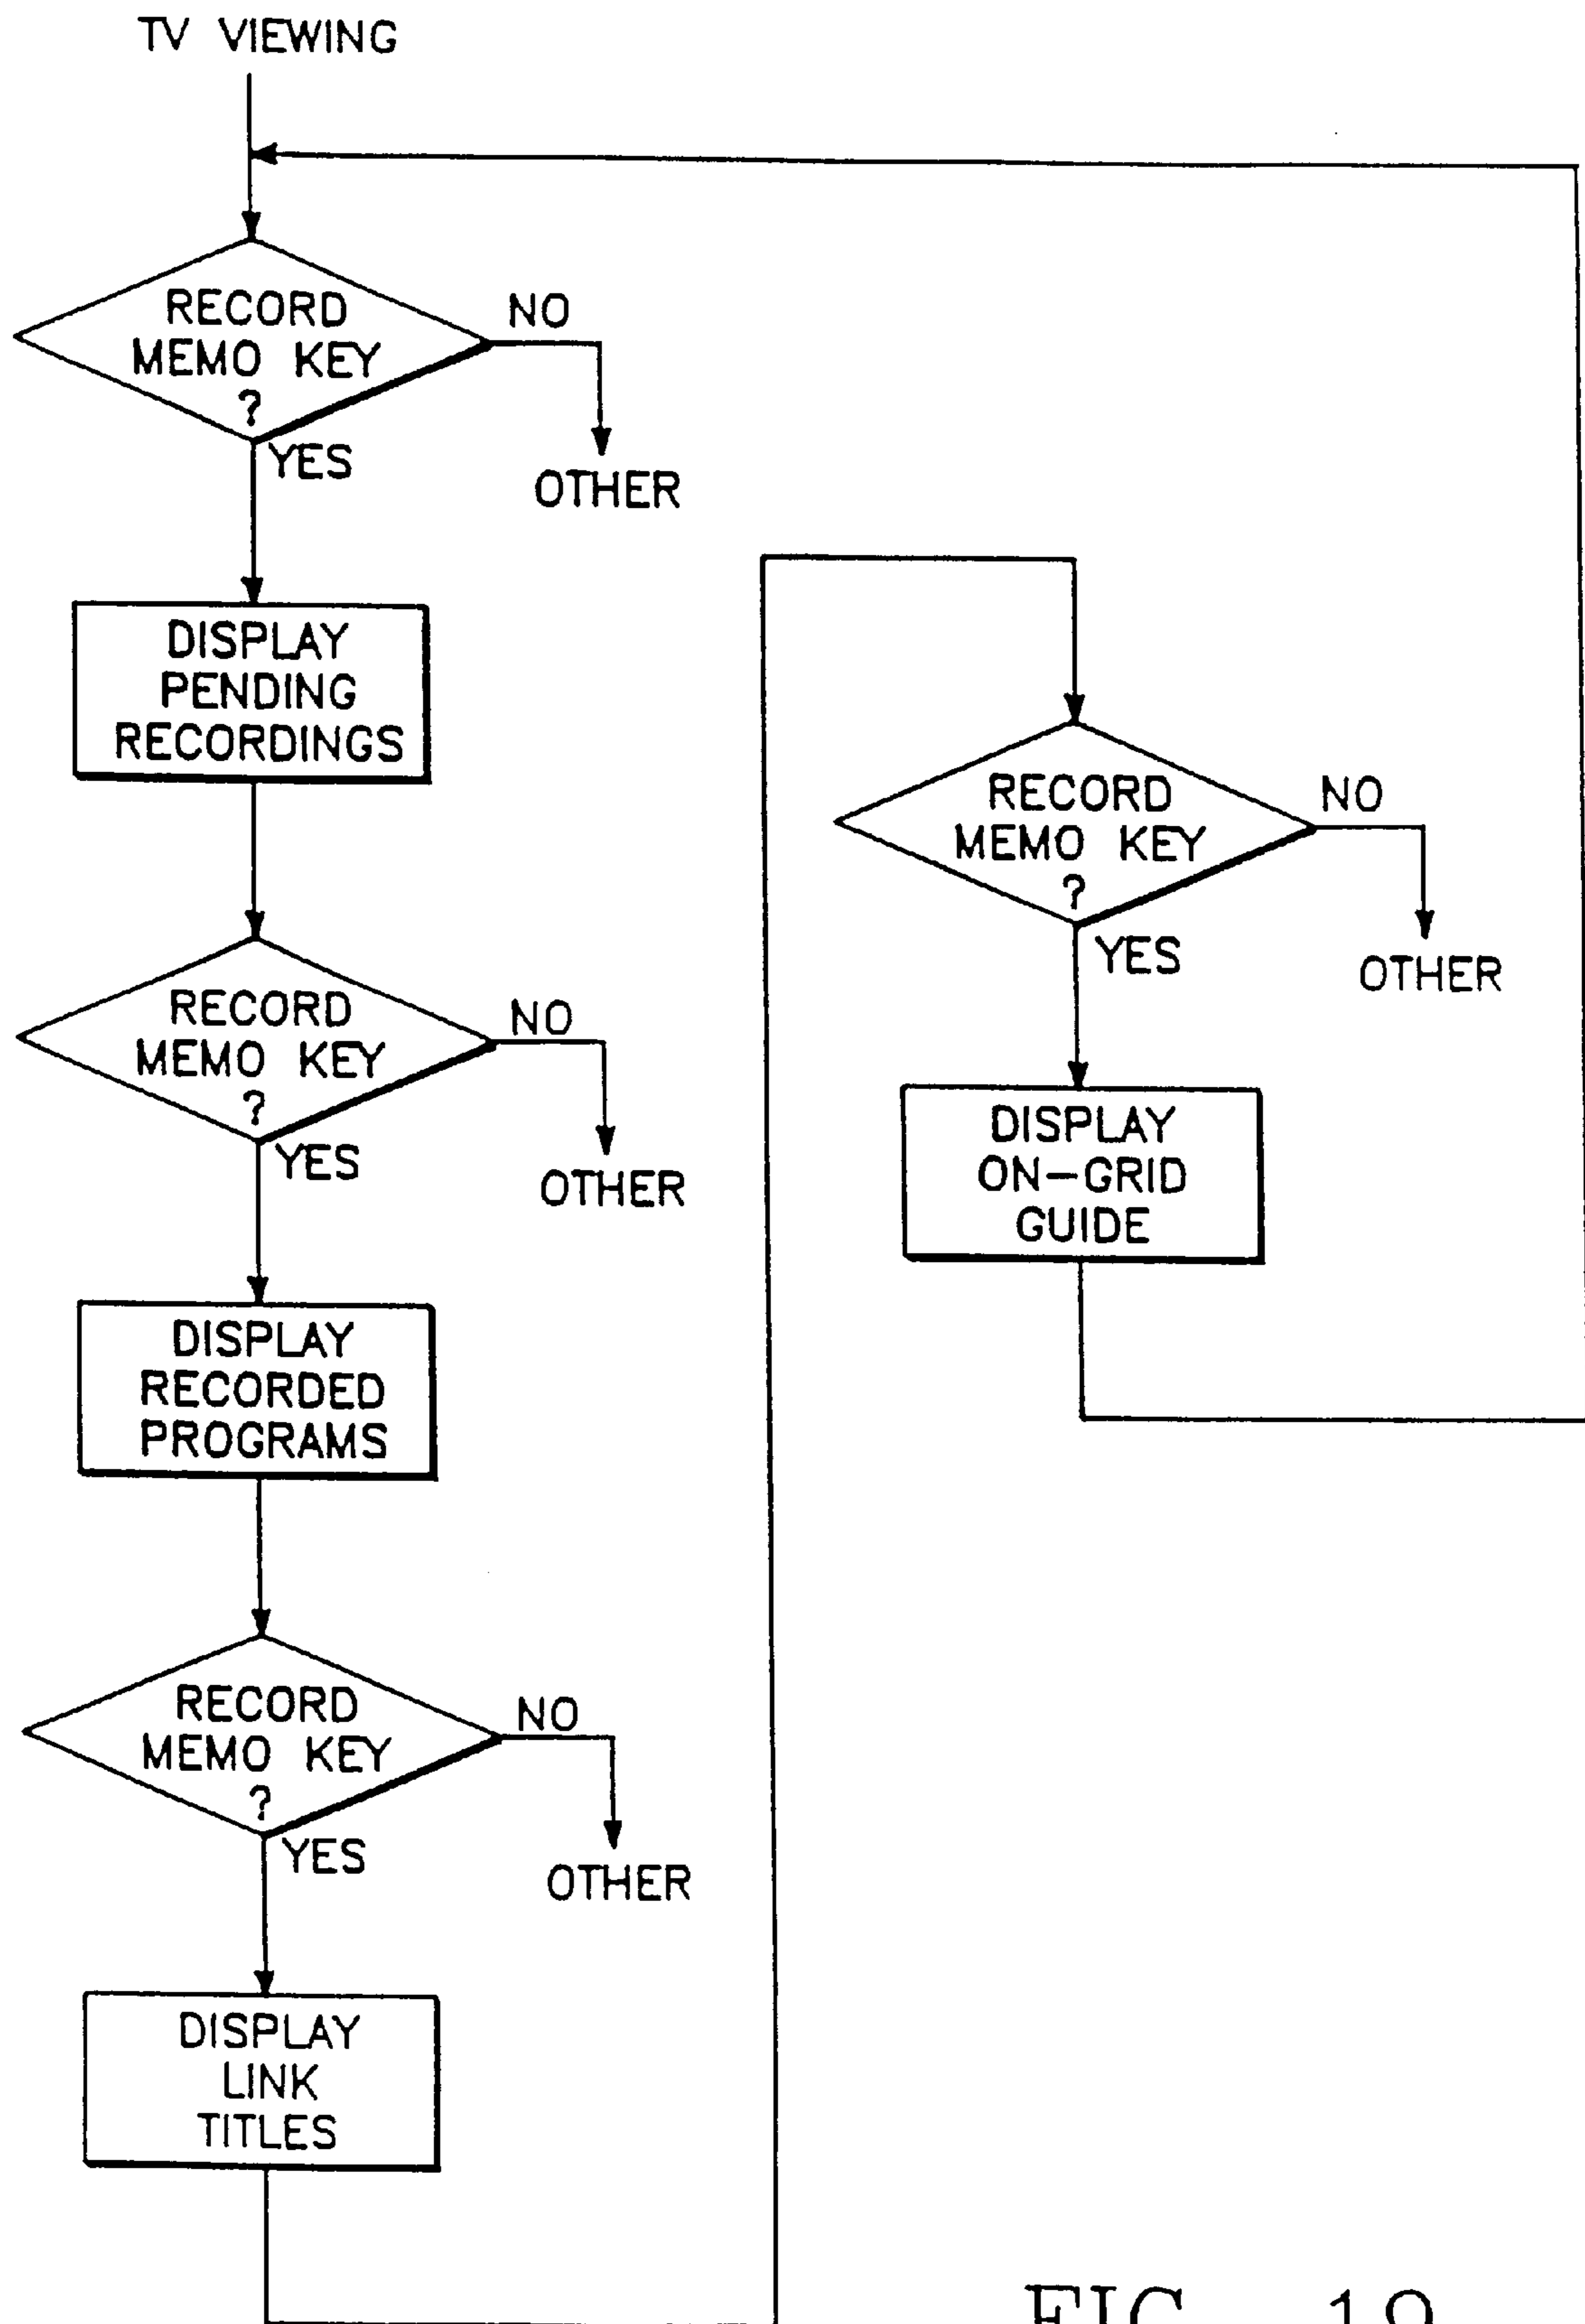 TV VIEWING
RECORD
MEMO KEY
?
NO
YES
OTHER
DISPLAY
PENDING
RECORDINGS
RECORD
MEMO KEY
?
NO
YES
OTHER
DISPLAY
RECORDED
PROGRAMS
RECORD
MEMO KEY
?
NO
YES
OTHER
DISPLAY
LINK
TITLES
RECORD
MEMO KEY
?
NO
YES
OTHER
DISPLAY
ON-GRID
GUIDE
FIG.